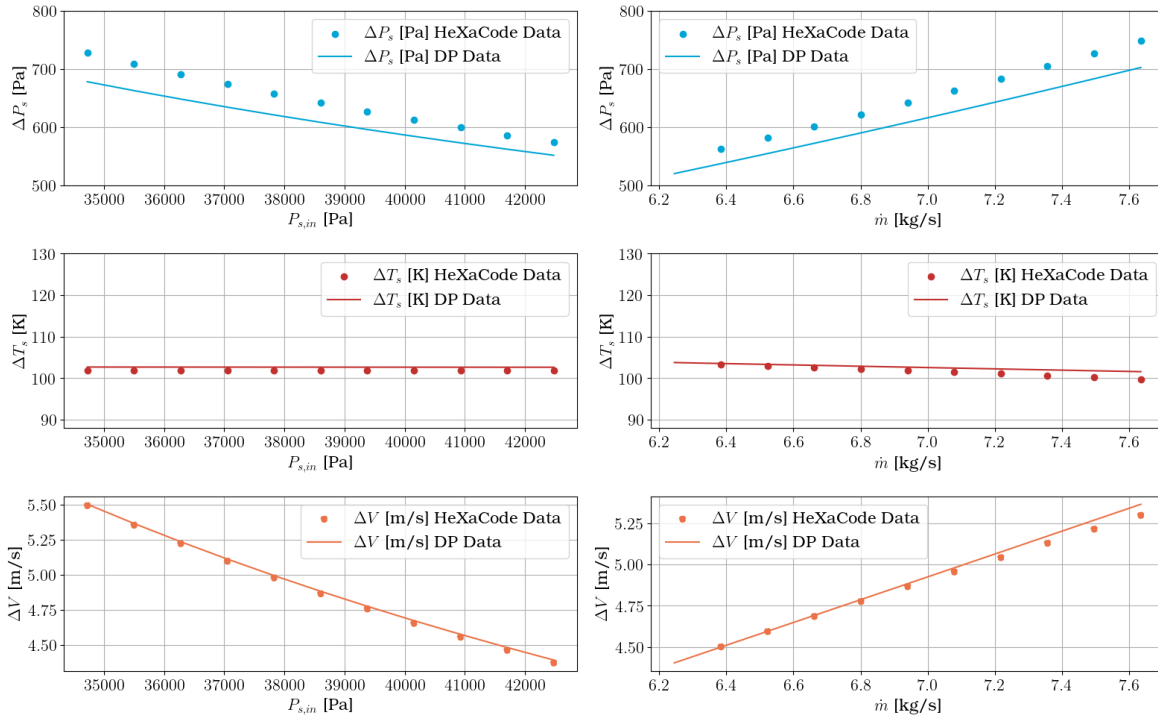 800
700
600
500
ΔP_s [Pa]
ΔP_s [Pa] HeXaCode Data
ΔP_s [Pa] DP Data
35000 36000 37000 38000 39000 40000 41000 42000
P_{s,in} [Pa]
800
700
600
500
ΔP_s [Pa]
ΔP_s [Pa] HeXaCode Data
ΔP_s [Pa] DP Data
6.2 6.4 6.6 6.8 7.0 7.2 7.4 7.6
ṁ [kg/s]
130
120
110
100
90
ΔT_s [K]
ΔT_s [K] HeXaCode Data
ΔT_s [K] DP Data
35000 36000 37000 38000 39000 40000 41000 42000
P_{s,in} [Pa]
130
120
110
100
90
ΔT_s [K]
ΔT_s [K] HeXaCode Data
ΔT_s [K] DP Data
6.2 6.4 6.6 6.8 7.0 7.2 7.4 7.6
ṁ [kg/s]
5.50
5.25
5.00
4.75
4.50
ΔV [m/s]
ΔV [m/s] HeXaCode Data
ΔV [m/s] DP Data
35000 36000 37000 38000 39000 40000 41000 42000
P_{s,in} [Pa]
5.25
5.00
4.75
4.50
ΔV [m/s]
ΔV [m/s] HeXaCode Data
ΔV [m/s] DP Data
6.2 6.4 6.6 6.8 7.0 7.2 7.4 7.6
ṁ [kg/s]